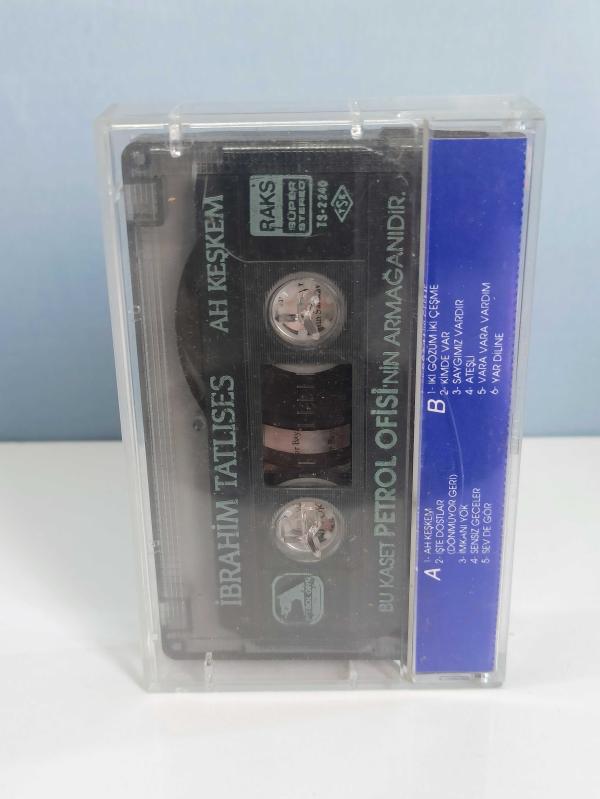 İBRAHİM TATLISES AH KEŞKEM
RAKS
SÜPER
STEREO
TS-2240
TSE
BU KASET PETROL OFİSİ'NİN ARMAĞANIDIR.
A
1- AH KEŞKEM
2- İŞTE DOSTLAR
(DÖNMÜYOR GERİ)
3- İMKANI YOK
4- SENSİZ GECELER
5- SEV DE GÖR
B
1- İKİ GÖZÜM İKİ ÇEŞME
2- KİMDE VAR
3- SAYGIMIZ VARDIR
4- ATEŞLİ
5- VARA VARA VARDIM
6- YAR DİLİNE